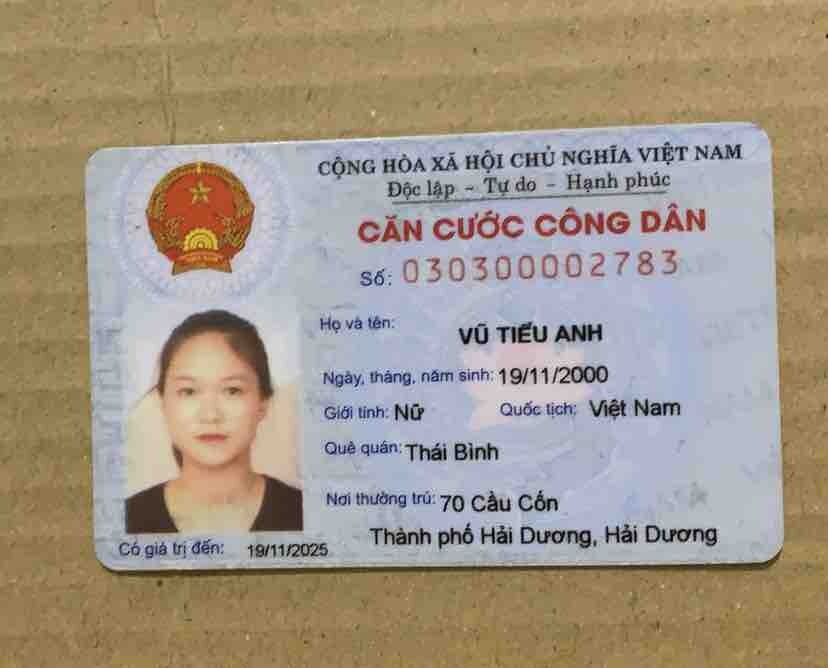 CỘNG HÒA XÃ HỘI CHỦ NGHĨA VIỆT NAM
Độc lập - Tự do - Hạnh phúc
CĂN CƯỚC CÔNG DÂN
Số: 030300002783
Họ và tên: VŨ TIỂU ANH
Ngày, tháng, năm sinh: 19/11/2000
Giới tính: Nữ Quốc tịch: Việt Nam
Quê quán: Thái Bình
Nơi thường trú: 70 Cầu Cốn
Thành phố Hải Dương, Hải Dương
Có giá trị đến: 19/11/2025